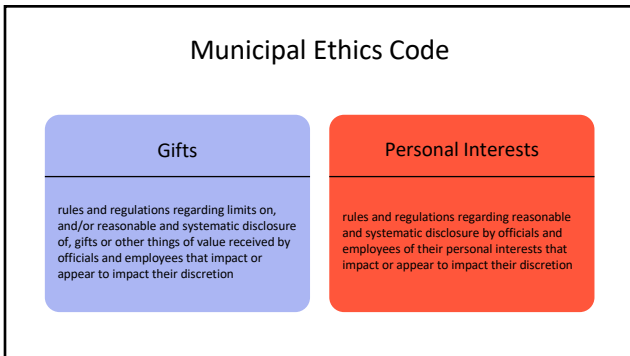 Municipal Ethics Code
Gifts
rules and regulations regarding limits on,
and/or reasonable and systematic disclosure
of, gifts or other things of value received by
officials and employees that impact or
appear to impact their discretion
Personal Interests
rules and regulations regarding reasonable
and systematic disclosure by officials and
employees of their personal interests that
impact or appear to impact their discretion